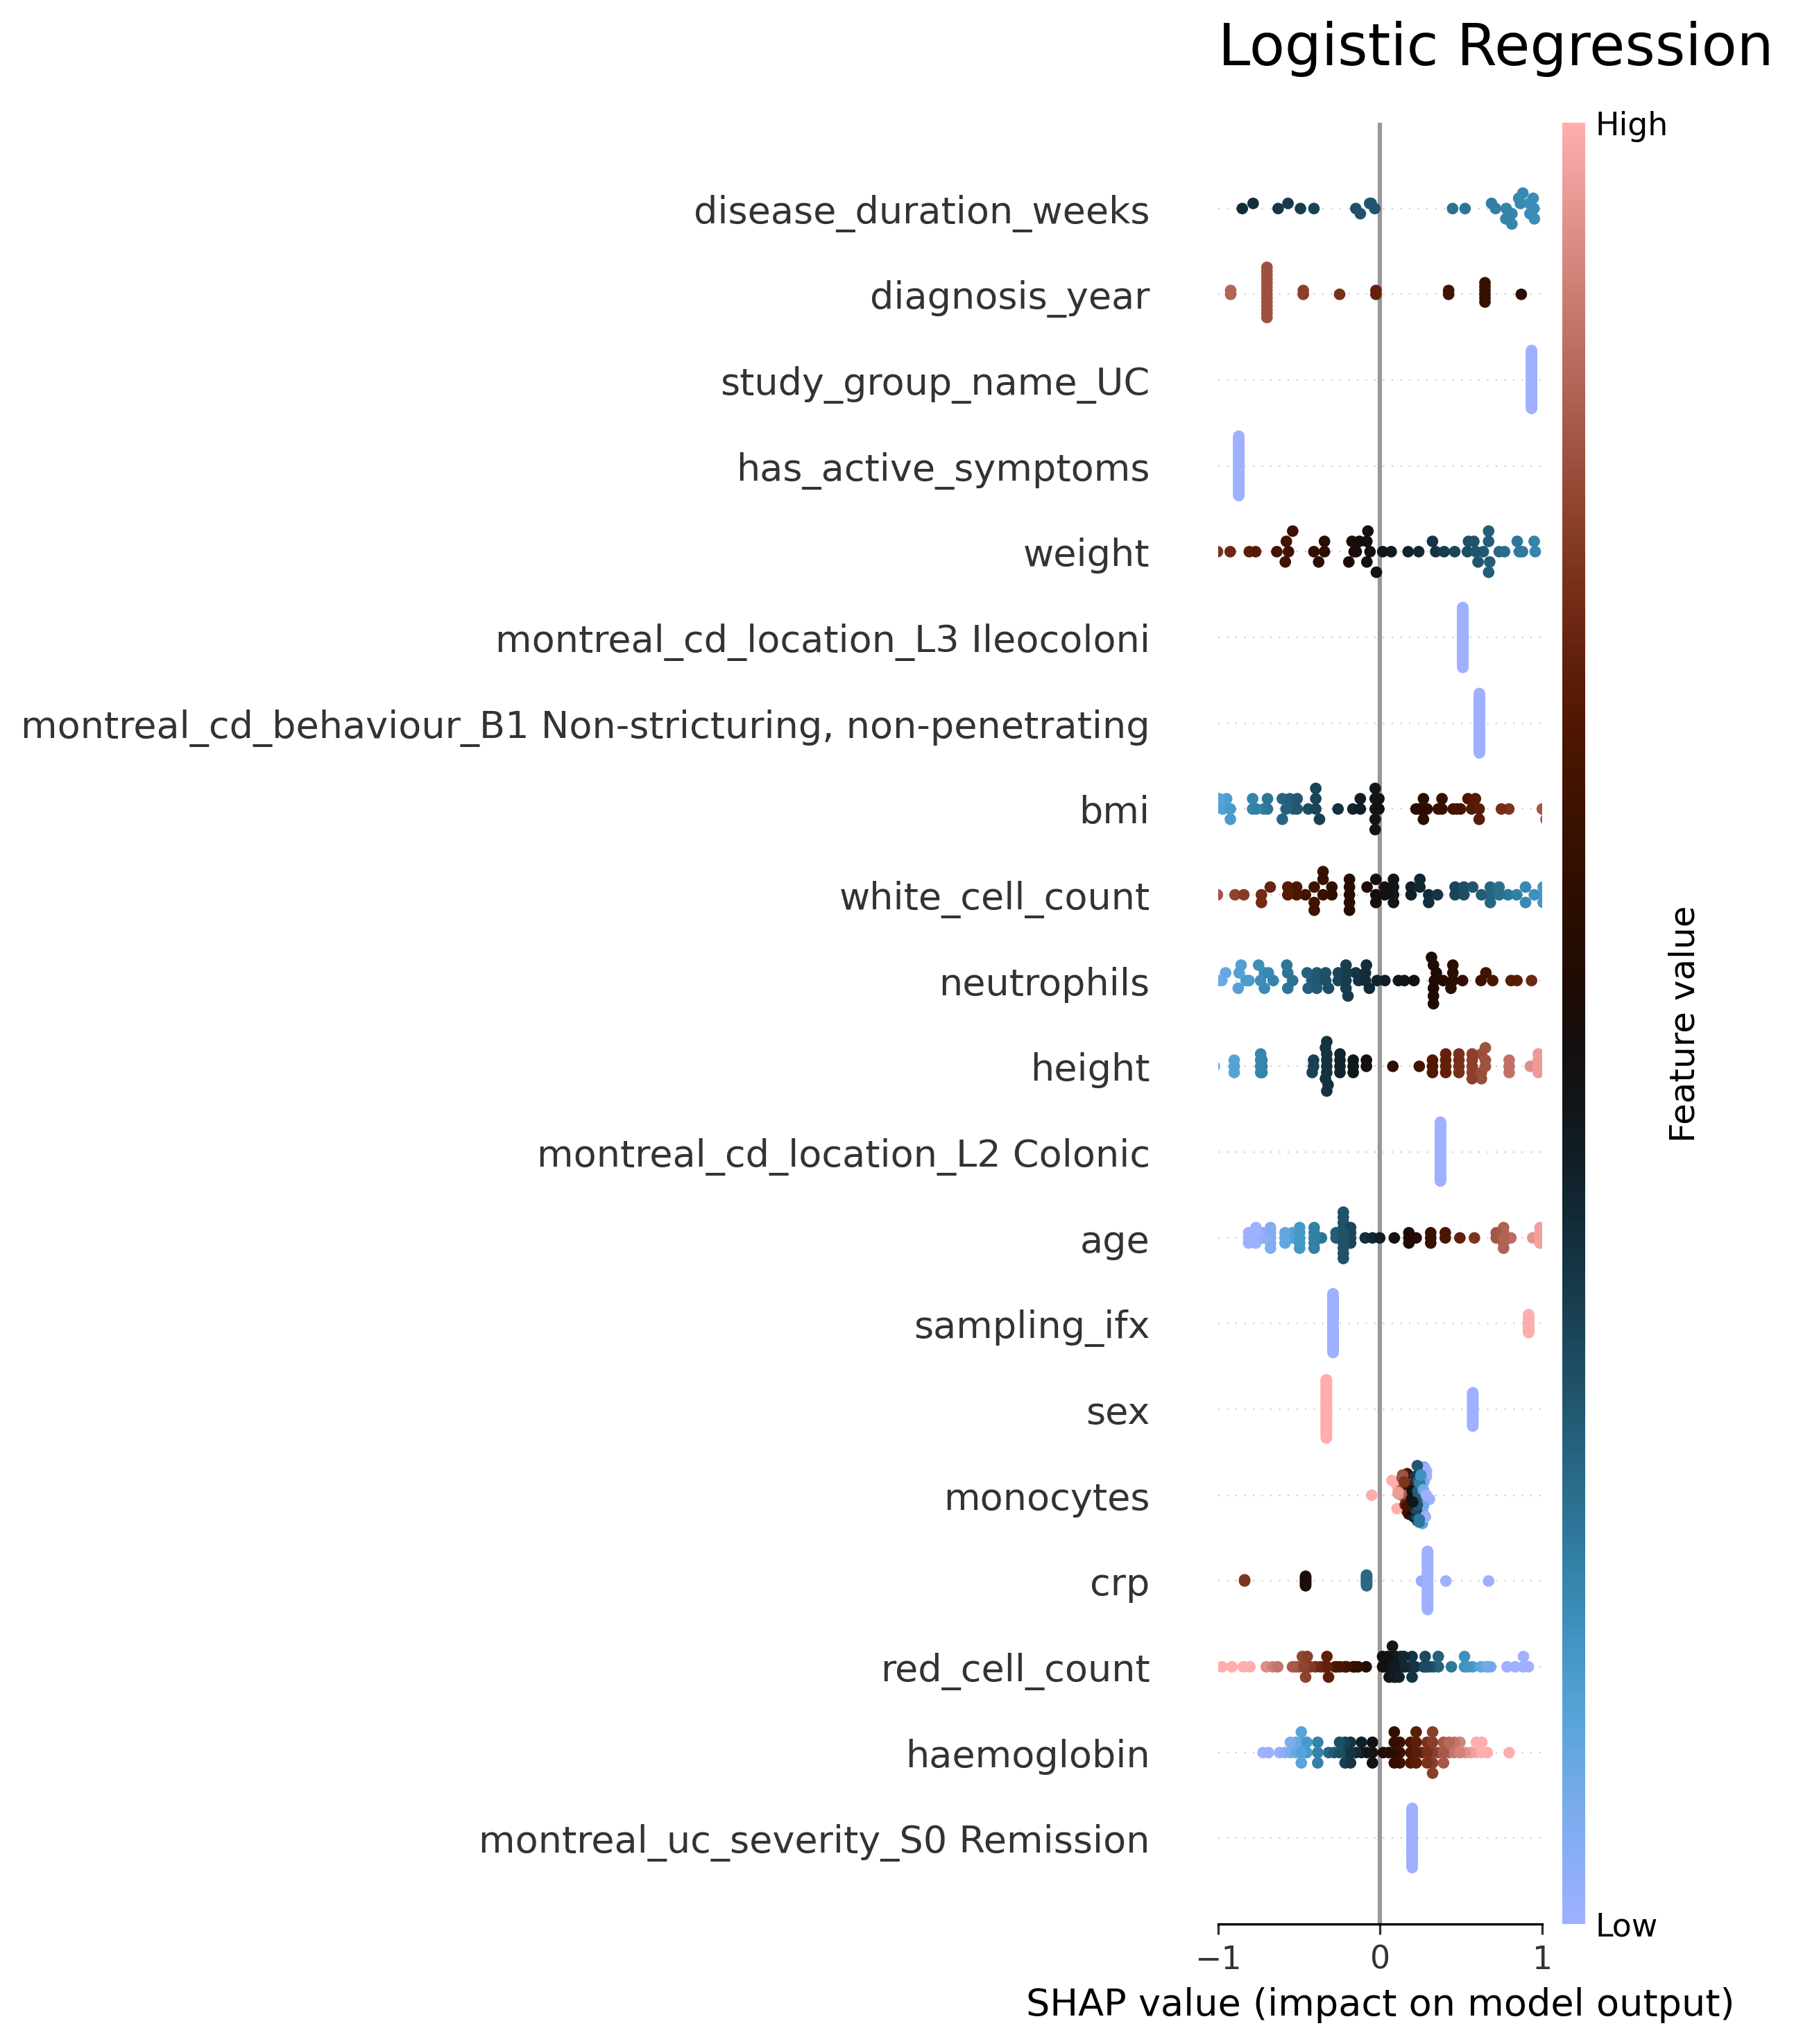 Logistic Regression
High
disease_duration_weeks
diagnosis_year
study_group_name_UC
has_active_symptoms
weight
montreal_cd_location_L3 Ileocoloni
montreal_cd_behaviour_B1 Non-stricturing, non-penetrating
bmi
white_cell_count
neutrophils
height
montreal_cd_location_L2 Colonic
age
sampling_ifx
sex
monocytes
crp
red_cell_count
haemoglobin
montreal_uc_severity_S0 Remission
Feature value
Low
−1 0 1
SHAP value (impact on model output)